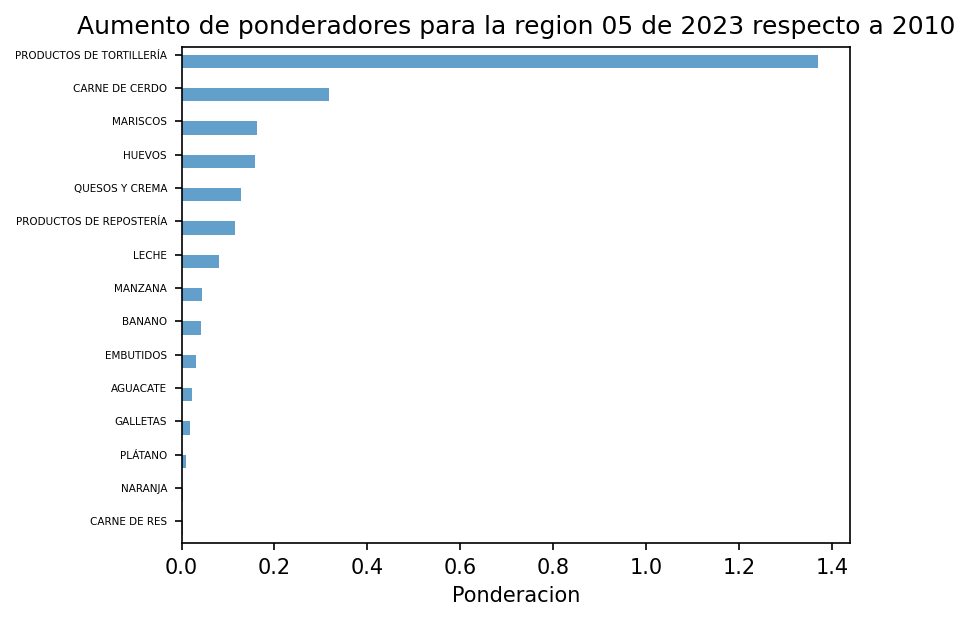 Aumento de ponderadores para la region 05 de 2023 respecto a 2010
PRODUCTOS DE TORTILLERÍA
CARNE DE CERDO
MARISCOS
HUEVOS
QUESOS Y CREMA
PRODUCTOS DE REPOSTERÍA
LECHE
MANZANA
BANANO
EMBUTIDOS
AGUACATE
GALLETAS
PLÁTANO
NARANJA
CARNE DE RES
0.0 0.2 0.4 0.6 0.8 1.0 1.2 1.4
Ponderacion